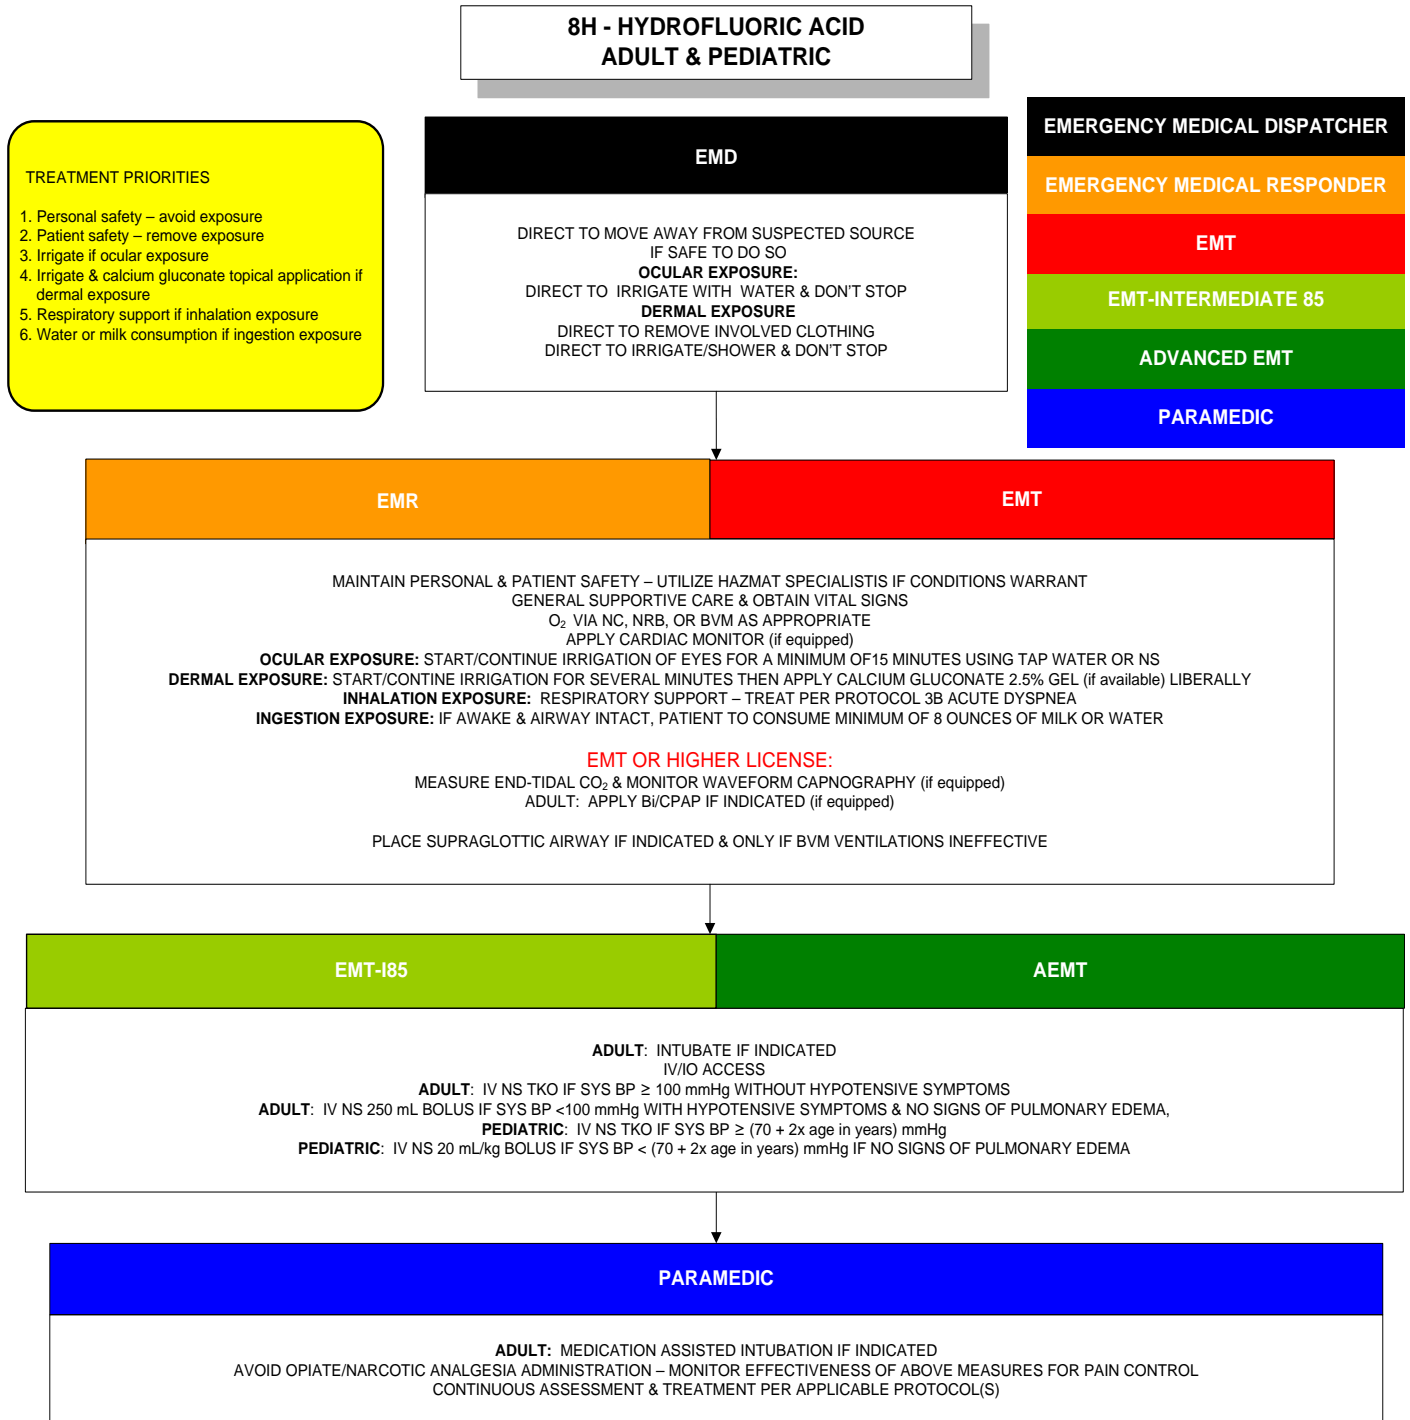 8H - HYDROFLUORIC ACID
ADULT & PEDIATRIC
TREATMENT PRIORITIES
1. Personal safety – avoid exposure
2. Patient safety – remove exposure
3. Irrigate if ocular exposure
4. Irrigate & calcium gluconate topical application if
dermal exposure
5. Respiratory support if inhalation exposure
6. Water or milk consumption if ingestion exposure
EMD
DIRECT TO MOVE AWAY FROM SUSPECTED SOURCE
IF SAFE TO DO SO
OCULAR EXPOSURE:
DIRECT TO IRRIGATE WITH WATER & DON'T STOP
DERMAL EXPOSURE
DIRECT TO REMOVE INVOLVED CLOTHING
DIRECT TO IRRIGATE/SHOWER & DON'T STOP
EMERGENCY MEDICAL DISPATCHER
EMERGENCY MEDICAL RESPONDER
EMT
EMT-INTERMEDIATE 85
ADVANCED EMT
PARAMEDIC
EMR
EMT
MAINTAIN PERSONAL & PATIENT SAFETY – UTILIZE HAZMAT SPECIALISTIS IF CONDITIONS WARRANT
GENERAL SUPPORTIVE CARE & OBTAIN VITAL SIGNS
O₂ VIA NC, NRB, OR BVM AS APPROPRIATE
APPLY CARDIAC MONITOR (if equipped)
OCULAR EXPOSURE: START/CONTINUE IRRIGATION OF EYES FOR A MINIMUM OF15 MINUTES USING TAP WATER OR NS
DERMAL EXPOSURE: START/CONTINE IRRIGATION FOR SEVERAL MINUTES THEN APPLY CALCIUM GLUCONATE 2.5% GEL (if available) LIBERALLY
INHALATION EXPOSURE: RESPIRATORY SUPPORT – TREAT PER PROTOCOL 3B ACUTE DYSPNEA
INGESTION EXPOSURE: IF AWAKE & AIRWAY INTACT, PATIENT TO CONSUME MINIMUM OF 8 OUNCES OF MILK OR WATER
EMT OR HIGHER LICENSE:
MEASURE END-TIDAL CO₂ & MONITOR WAVEFORM CAPNOGRAPHY (if equipped)
ADULT: APPLY Bi/CPAP IF INDICATED (if equipped)
PLACE SUPRAGLOTTIC AIRWAY IF INDICATED & ONLY IF BVM VENTILATIONS INEFFECTIVE
EMT-I85
AEMT
ADULT: INTUBATE IF INDICATED
IV/IO ACCESS
ADULT: IV NS TKO IF SYS BP ≥ 100 mmHg WITHOUT HYPOTENSIVE SYMPTOMS
ADULT: IV NS 250 mL BOLUS IF SYS BP <100 mmHg WITH HYPOTENSIVE SYMPTOMS & NO SIGNS OF PULMONARY EDEMA,
PEDIATRIC: IV NS TKO IF SYS BP ≥ (70 + 2x age in years) mmHg
PEDIATRIC: IV NS 20 mL/kg BOLUS IF SYS BP < (70 + 2x age in years) mmHg IF NO SIGNS OF PULMONARY EDEMA
PARAMEDIC
ADULT: MEDICATION ASSISTED INTUBATION IF INDICATED
AVOID OPIATE/NARCOTIC ANALGESIA ADMINISTRATION – MONITOR EFFECTIVENESS OF ABOVE MEASURES FOR PAIN CONTROL
CONTINUOUS ASSESSMENT & TREATMENT PER APPLICABLE PROTOCOL(S)